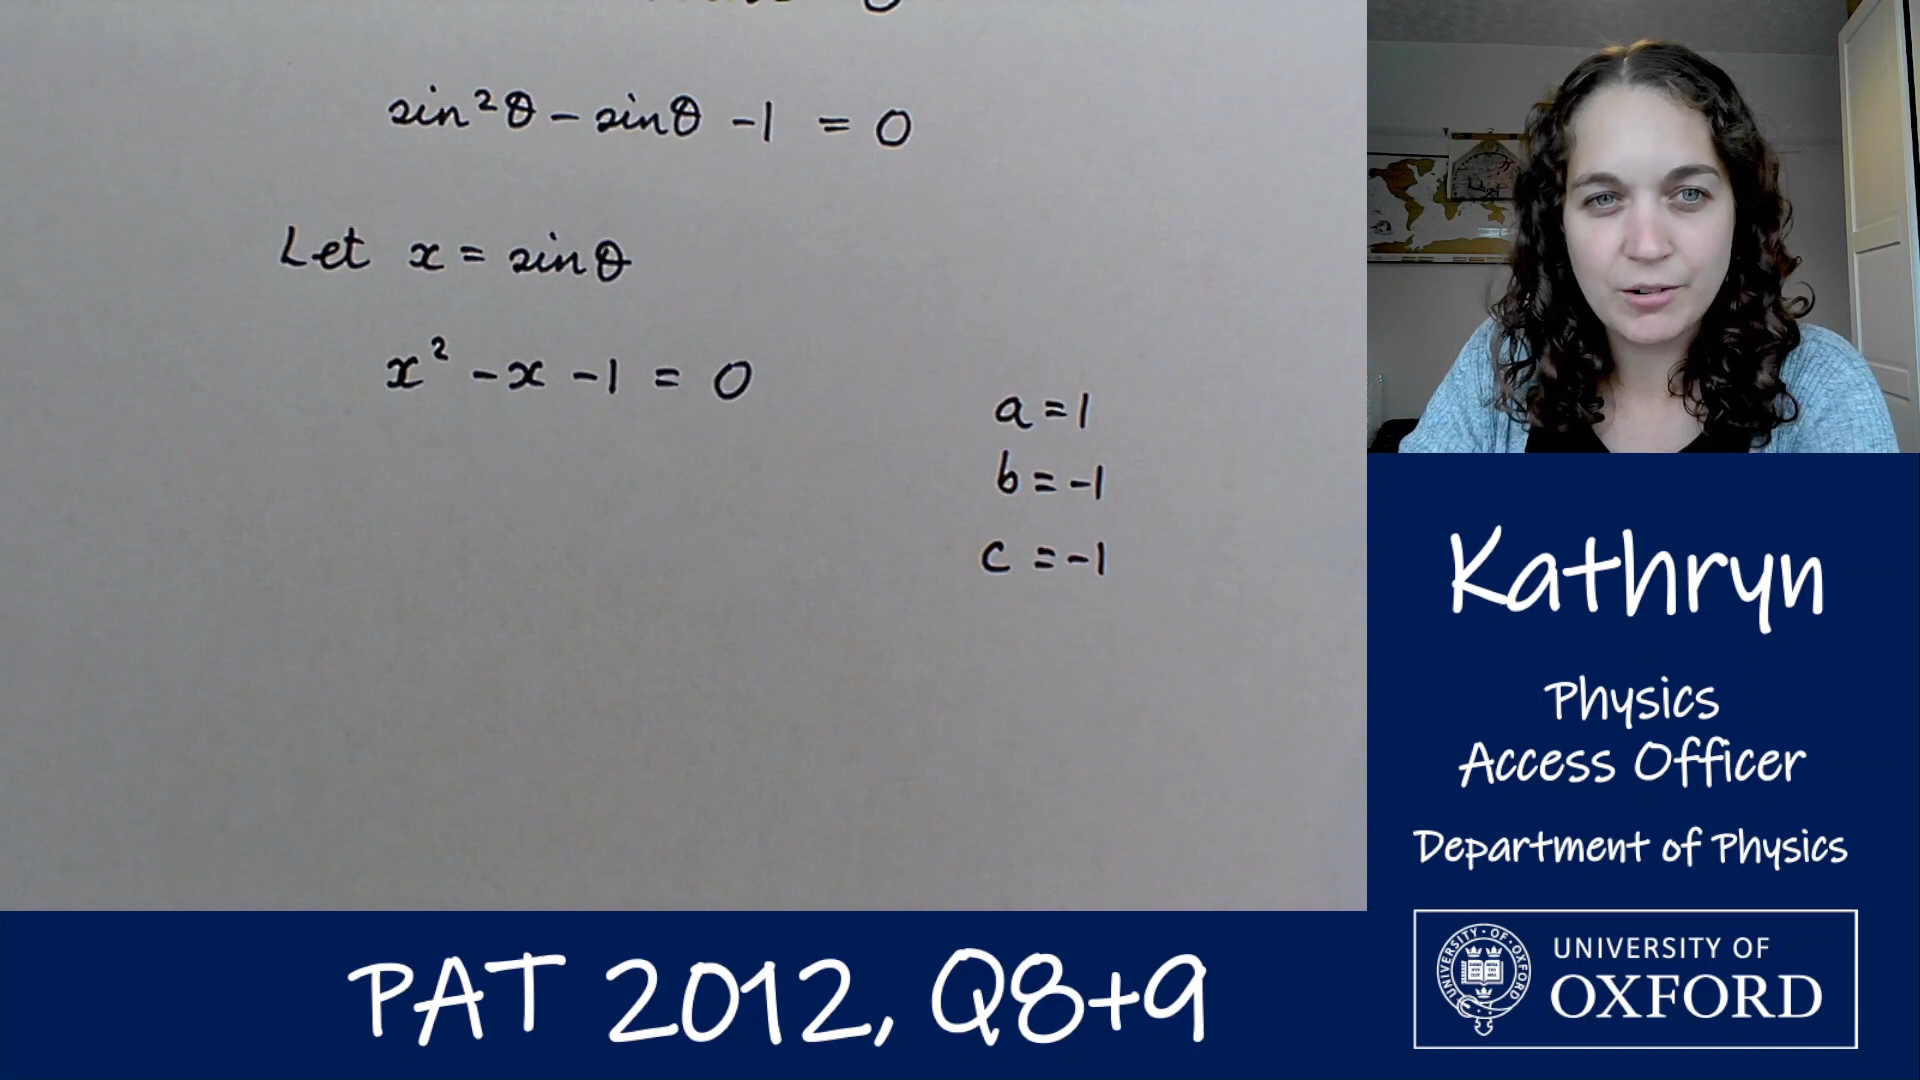 sin²θ - sinθ - 1 = 0
Let x = sinθ
x² - x - 1 = 0
a = 1
b = -1
c = -1
Kathryn
Physics
Access Officer
Department of Physics
UNIVERSITY OF
OXFORD
PAT 2012, Q8+9